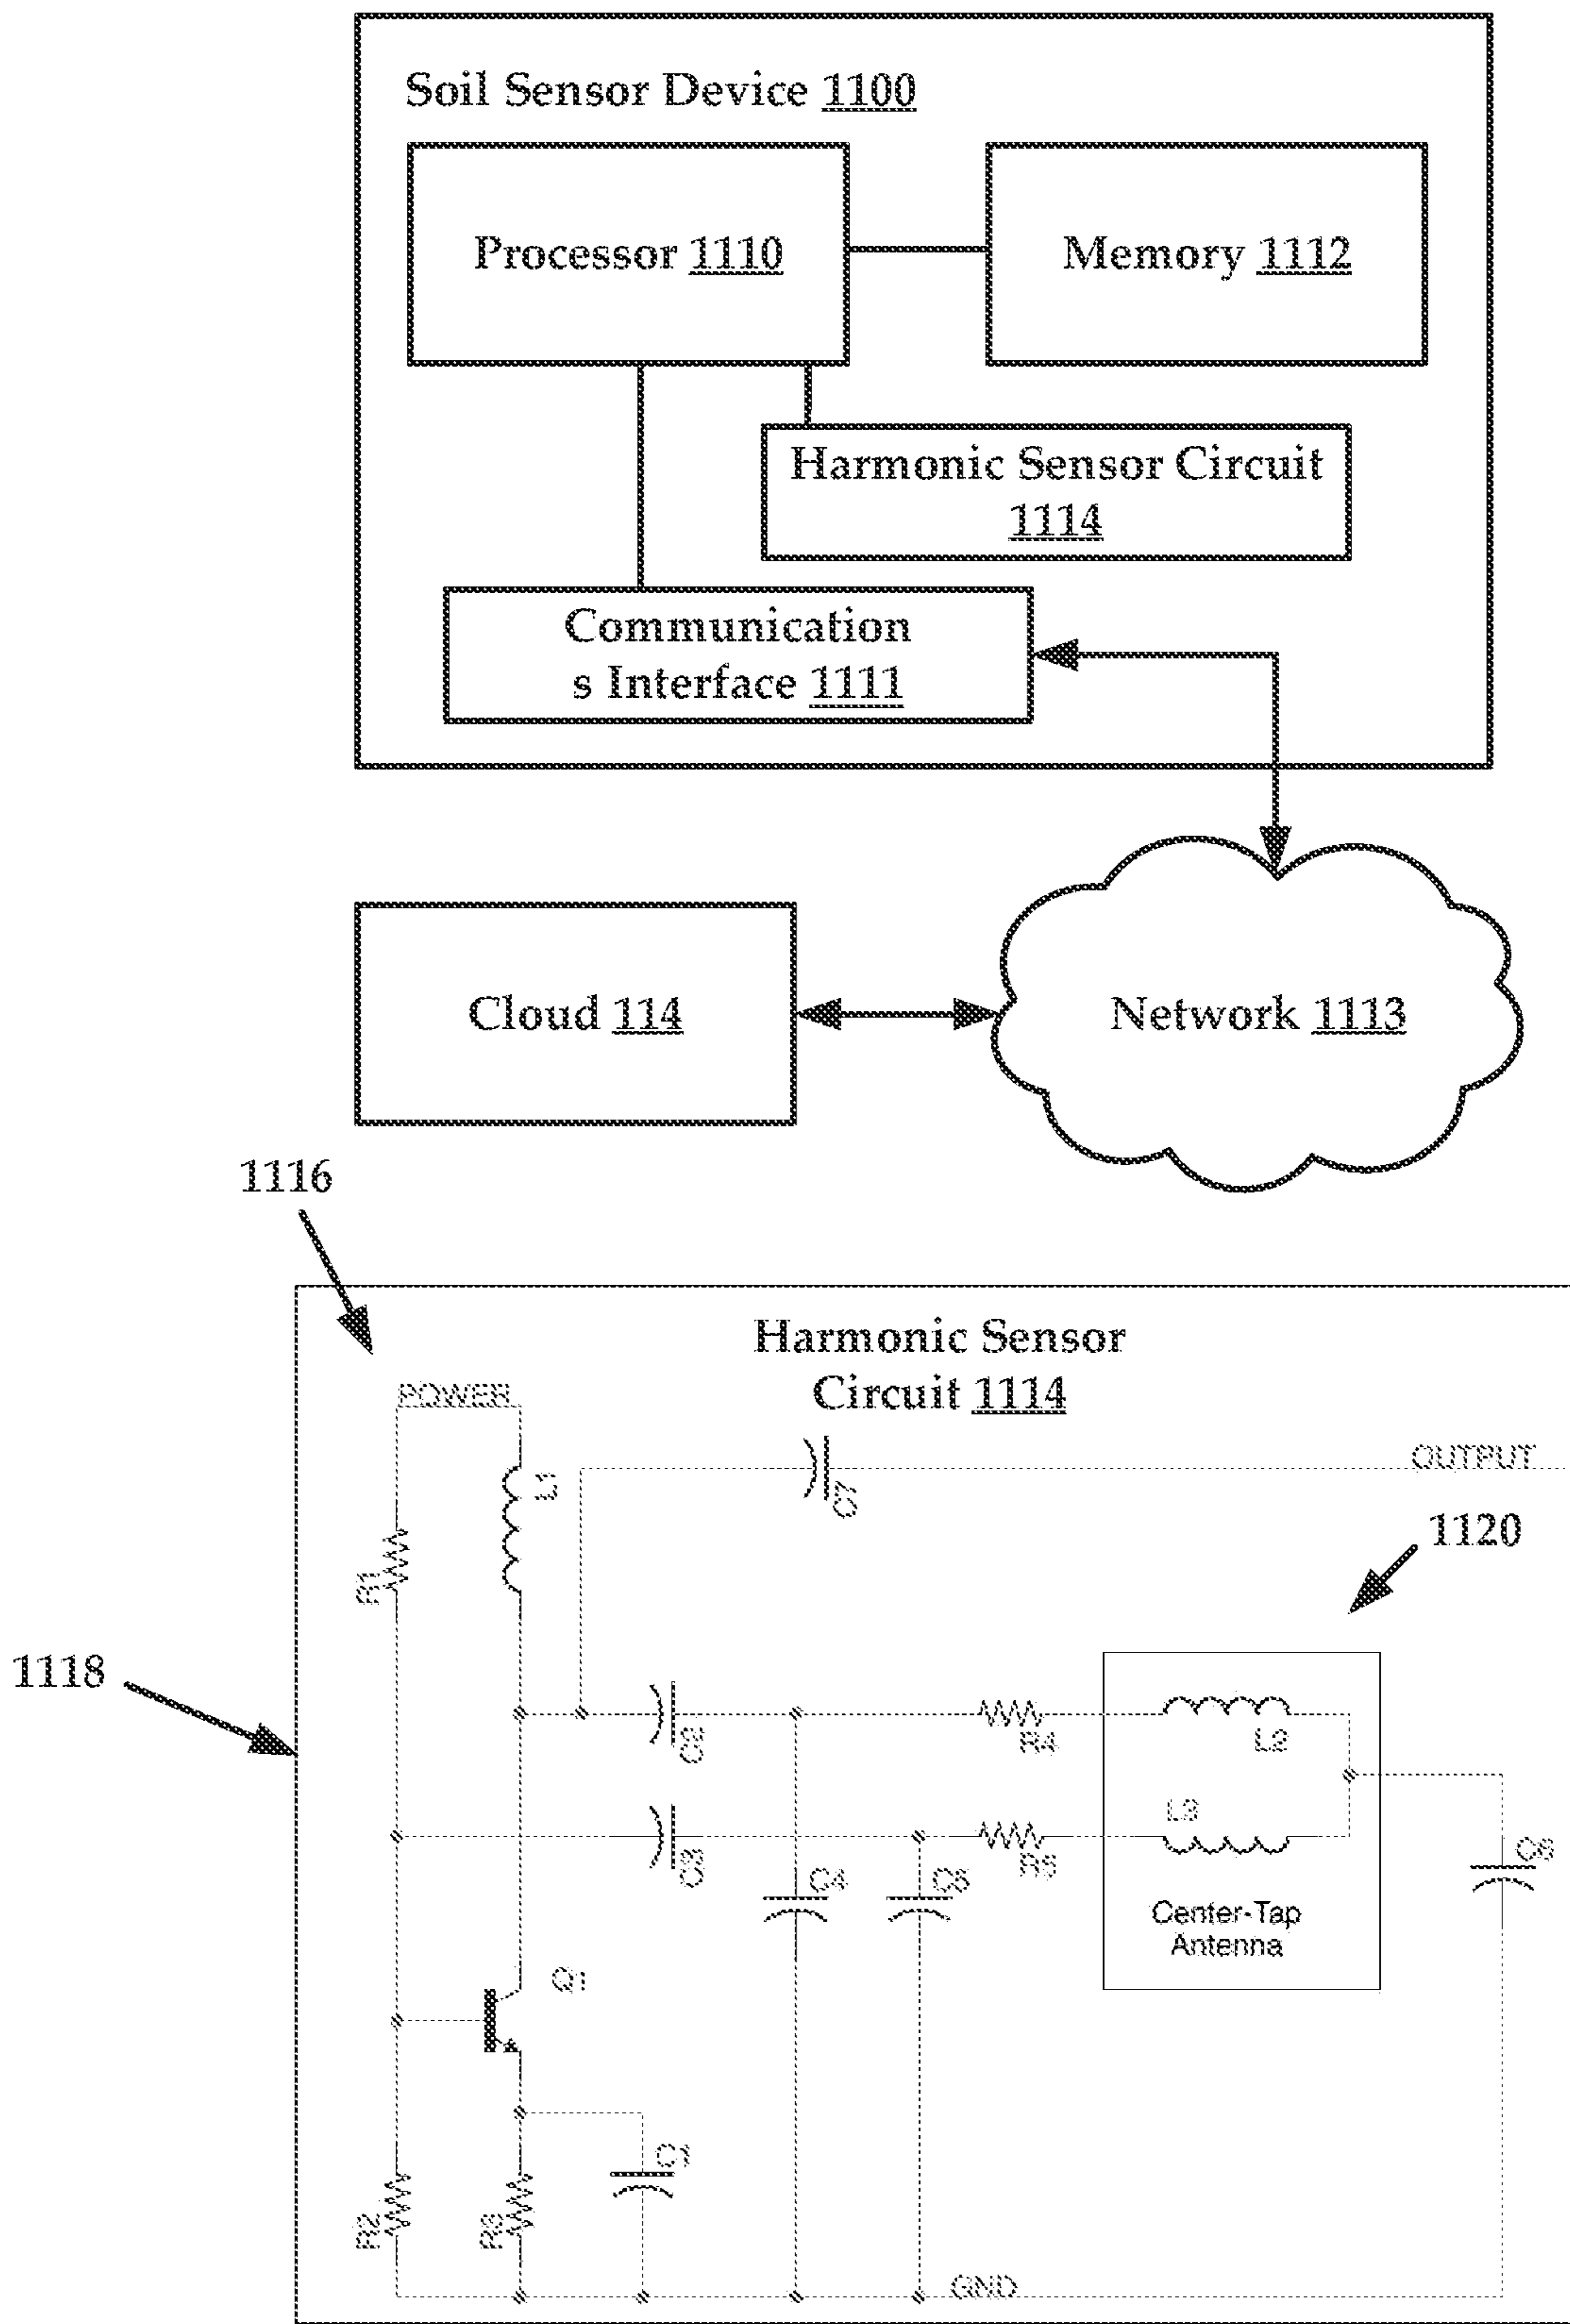 Soil Sensor Device 1100
Processor 1110
Memory 1112
Harmonic Sensor Circuit
1114
Communication
s Interface 1111
Cloud 114
Network 1113
1116
Harmonic Sensor
Circuit 1114
POWER
OUTPUT
L1
C7
1120
R1
1118
C2
R4
L2
L3
C3
R5
C4
C5
C6
Center-Tap
Antenna
Q1
C1
R2
R3
GND